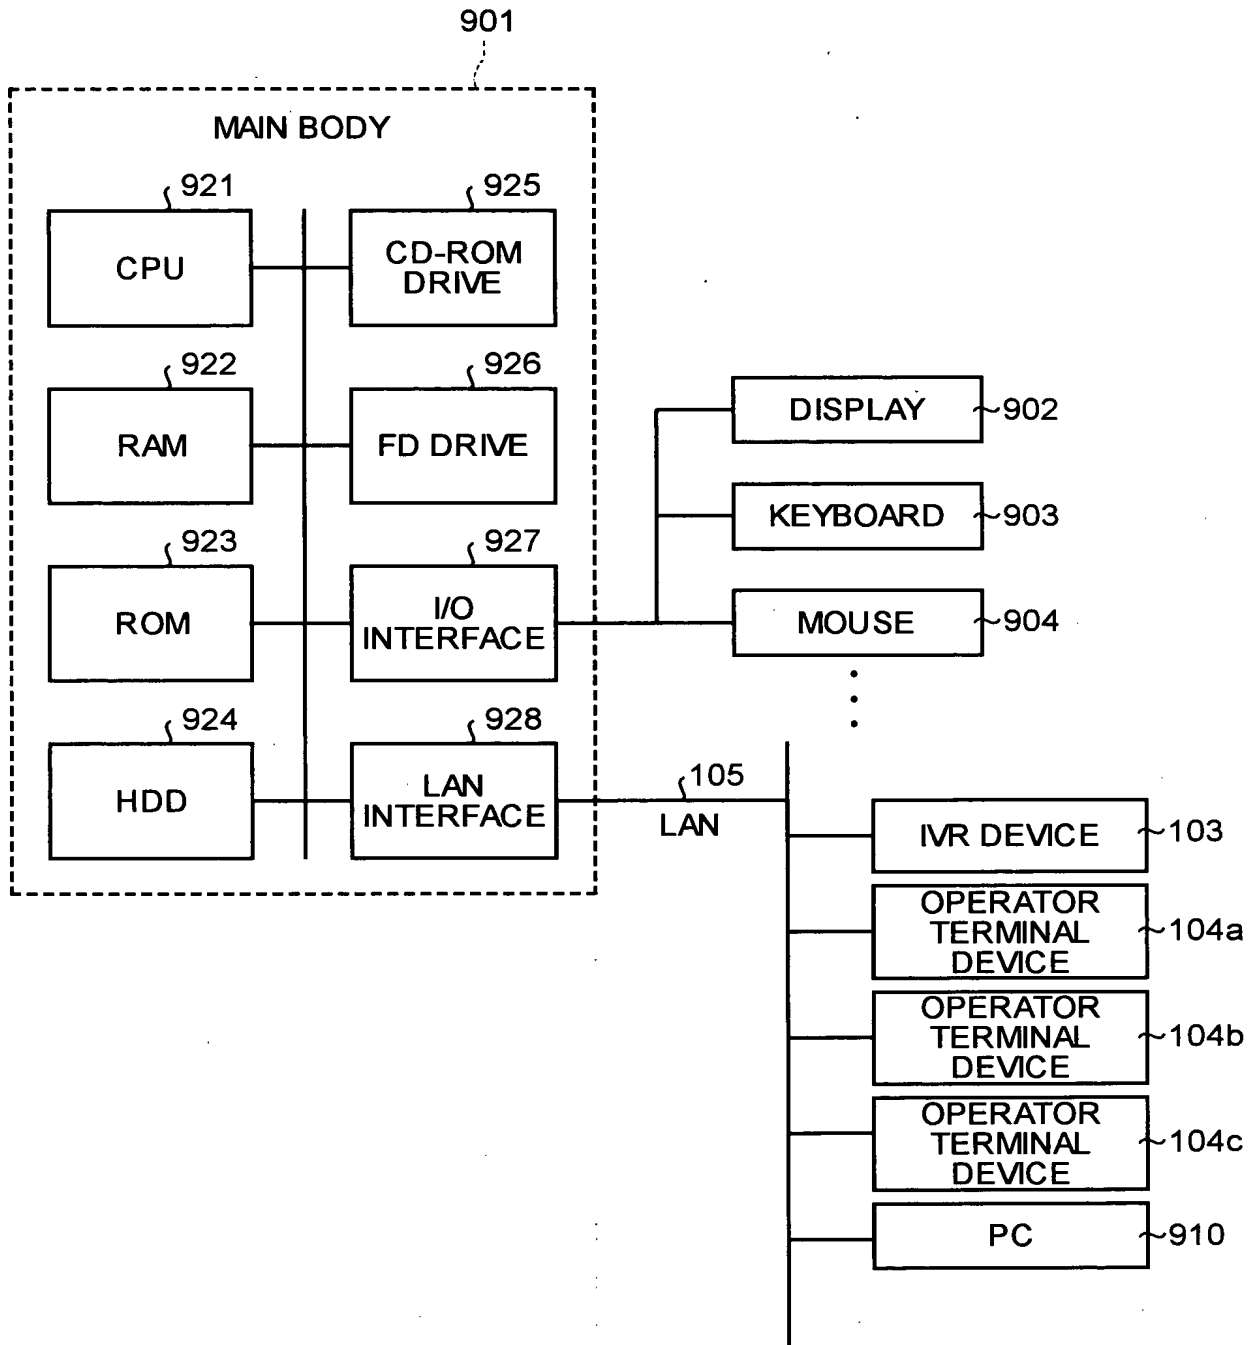 901
MAIN BODY
921
CPU
925
CD-ROM
DRIVE
922
RAM
926
FD DRIVE
923
ROM
927
I/O
INTERFACE
924
HDD
928
LAN
INTERFACE
DISPLAY
902
KEYBOARD
903
MOUSE
904
105
LAN
IVR DEVICE
103
OPERATOR
TERMINAL
DEVICE
104a
OPERATOR
TERMINAL
DEVICE
104b
OPERATOR
TERMINAL
DEVICE
104c
PC
910